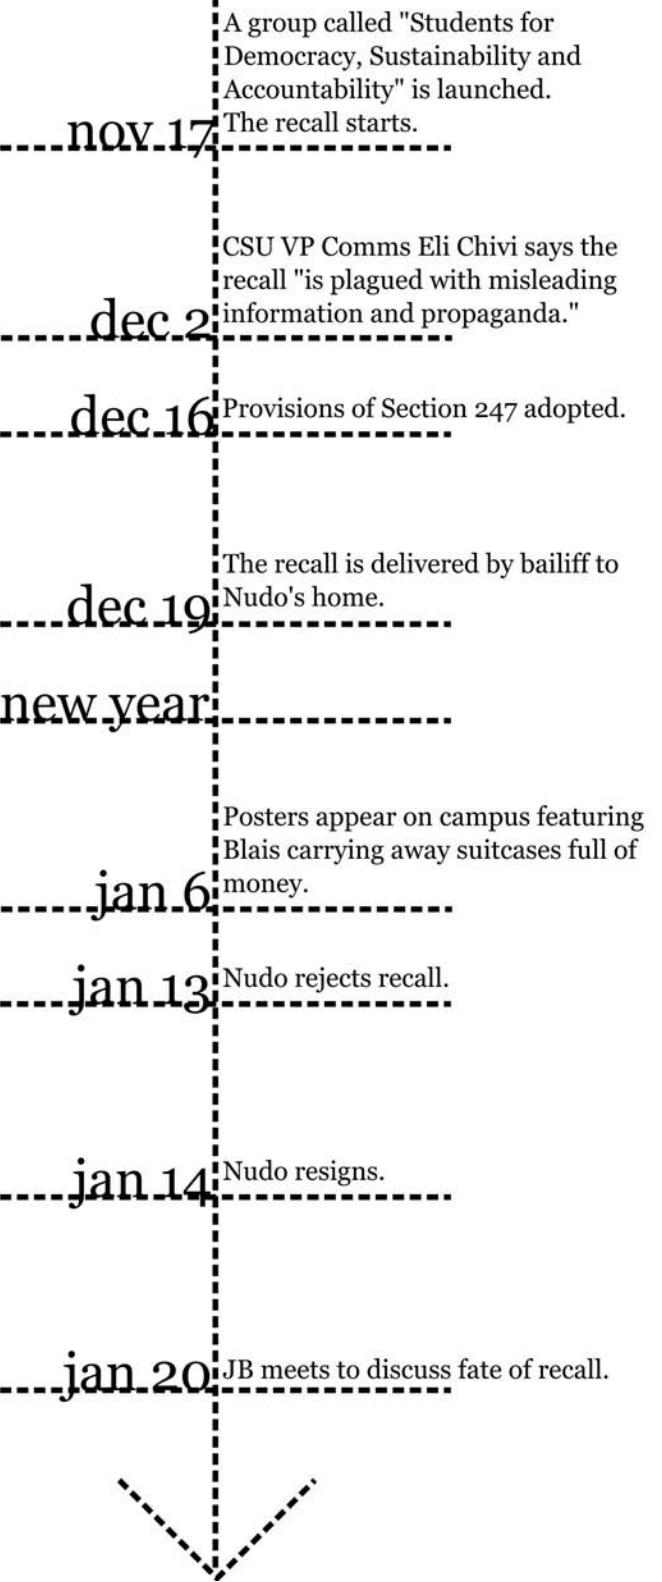 A group called "Students for
Democracy, Sustainability and
Accountability" is launched.
nov 17 The recall starts.
CSU VP Comms Eli Chivi says the
recall "is plagued with misleading
dec 2 information and propaganda."
dec 16 Provisions of Section 247 adopted.
The recall is delivered by bailiff to
dec 19 Nudo's home.
new year
Posters appear on campus featuring
Blais carrying away suitcases full of
jan 6 money.
jan 13 Nudo rejects recall.
jan 14 Nudo resigns.
jan 20 JB meets to discuss fate of recall.